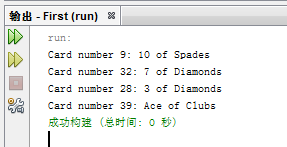 输出 - First (run)
run:
Card number 9: 10 of Spades
Card number 32: 7 of Diamonds
Card number 28: 3 of Diamonds
Card number 39: Ace of Clubs
成功构建 (总时间: 0 秒)